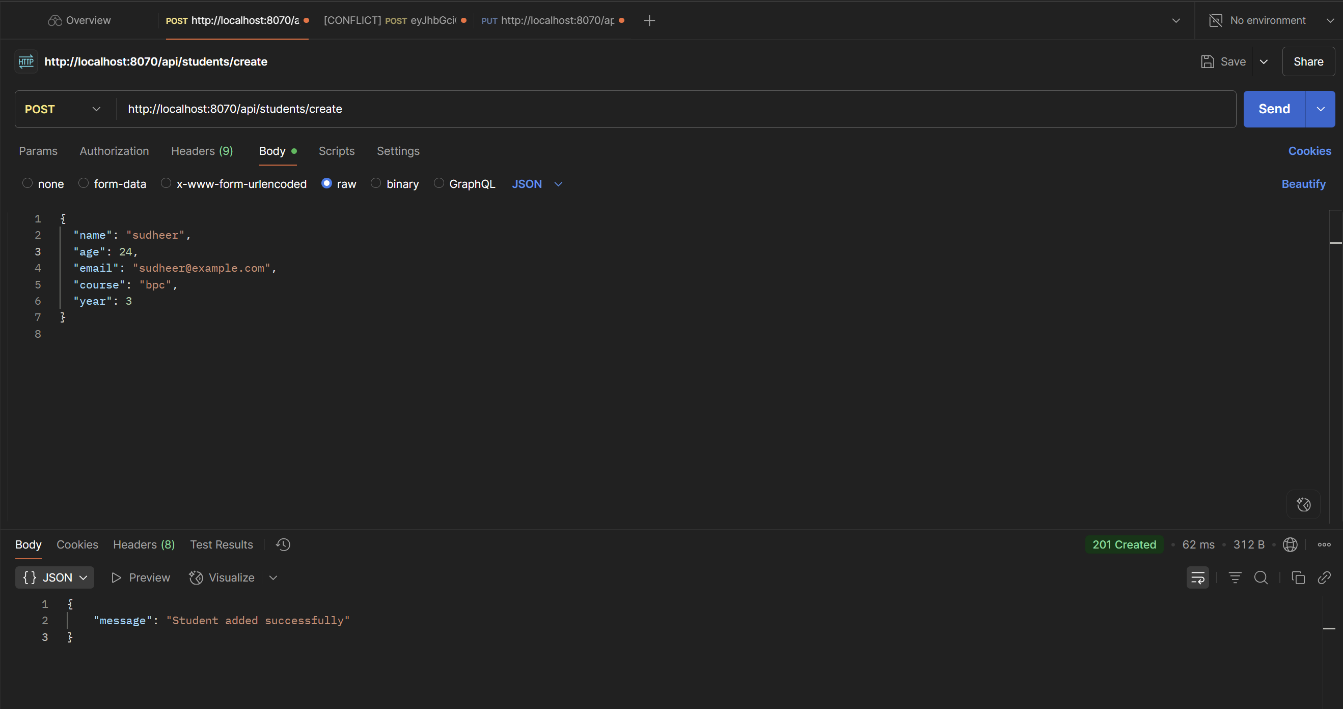 Overview POST http://localhost:8070/a [CONFLICT] POST eyJhbGci PUT http://localhost:8070/ap No environment
HTTP http://localhost:8070/api/students/create Save Share
POST http://localhost:8070/api/students/create Send
Params Authorization Headers (9) Body Scripts Settings Cookies
none form-data x-www-form-urlencoded raw binary GraphQL JSON Beautify
1 {
2 "name": "sudheer",
3 "age": 24,
4 "email": "sudheer@example.com",
5 "course": "bpc",
6 "year": 3
7 }
8
Body Cookies Headers (8) Test Results 201 Created 62 ms 312 B
{} JSON Preview Visualize
1 {
2 "message": "Student added successfully"
3 }